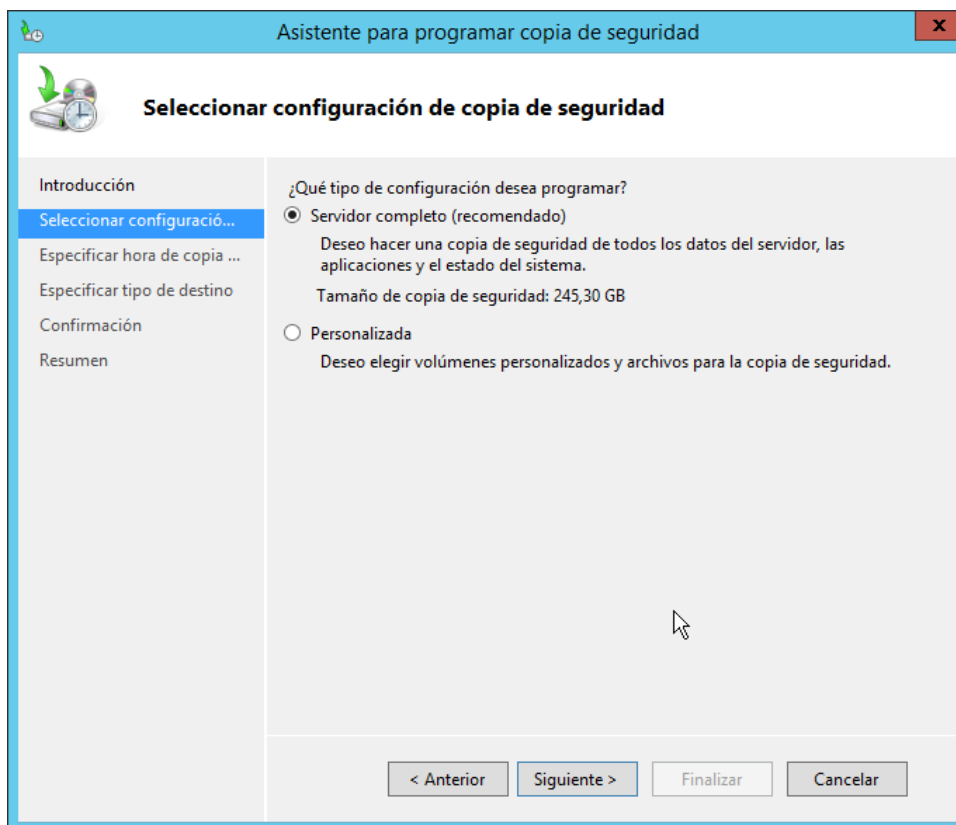 Asistente para programar copia de seguridad
x
Seleccionar configuración de copia de seguridad
Introducción
Seleccionar configuració...
Especificar hora de copia ...
Especificar tipo de destino
Confirmación
Resumen
¿Qué tipo de configuración desea programar?
Servidor completo (recomendado)
Deseo hacer una copia de seguridad de todos los datos del servidor, las
aplicaciones y el estado del sistema.
Tamaño de copia de seguridad: 245,30 GB
Personalizada
Deseo elegir volúmenes personalizados y archivos para la copia de seguridad.
< Anterior
Siguiente >
Finalizar
Cancelar